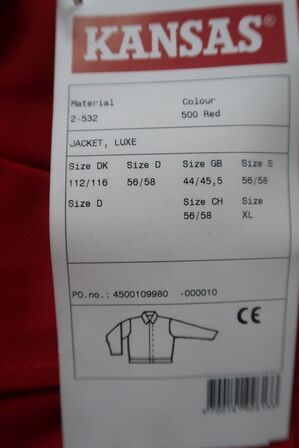 KANSAS®
Material Colour
2-532 500 Red
JACKET, LUXE
Size DK Size D Size GB Size S
112/116 56/58 44/45,5 56/58
Size D Size CH Size
56/58 XL
PO.no.: 4500109980 -000010
CE